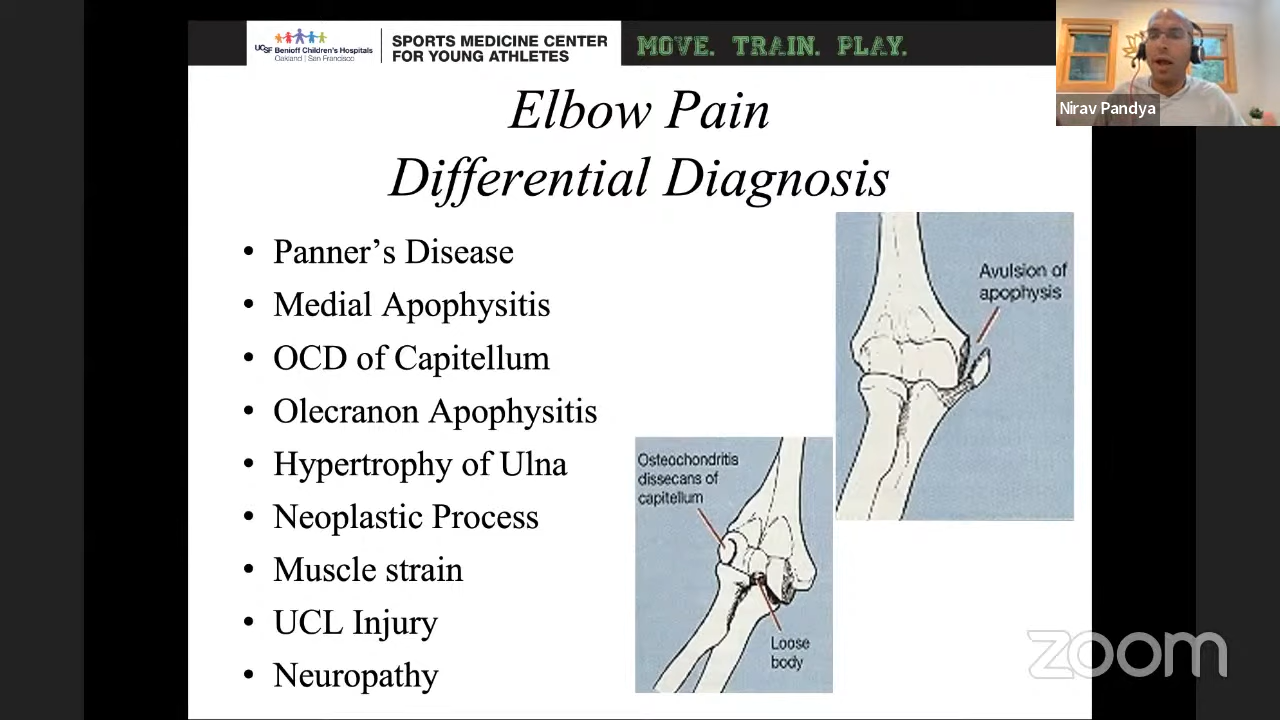 UCSF Benioff Children's Hospitals
Oakland | San Francisco
SPORTS MEDICINE CENTER
FOR YOUNG ATHLETES
MOVE. TRAIN. PLAY.
Nirav Pandya
Elbow Pain
Differential Diagnosis
• Panner’s Disease
• Medial Apophysitis
• OCD of Capitellum
• Olecranon Apophysitis
• Hypertrophy of Ulna
• Neoplastic Process
• Muscle strain
• UCL Injury
• Neuropathy
Avulsion of
apophysis
Osteochondritis
dissecans of
capitellum
Loose
body
zoom